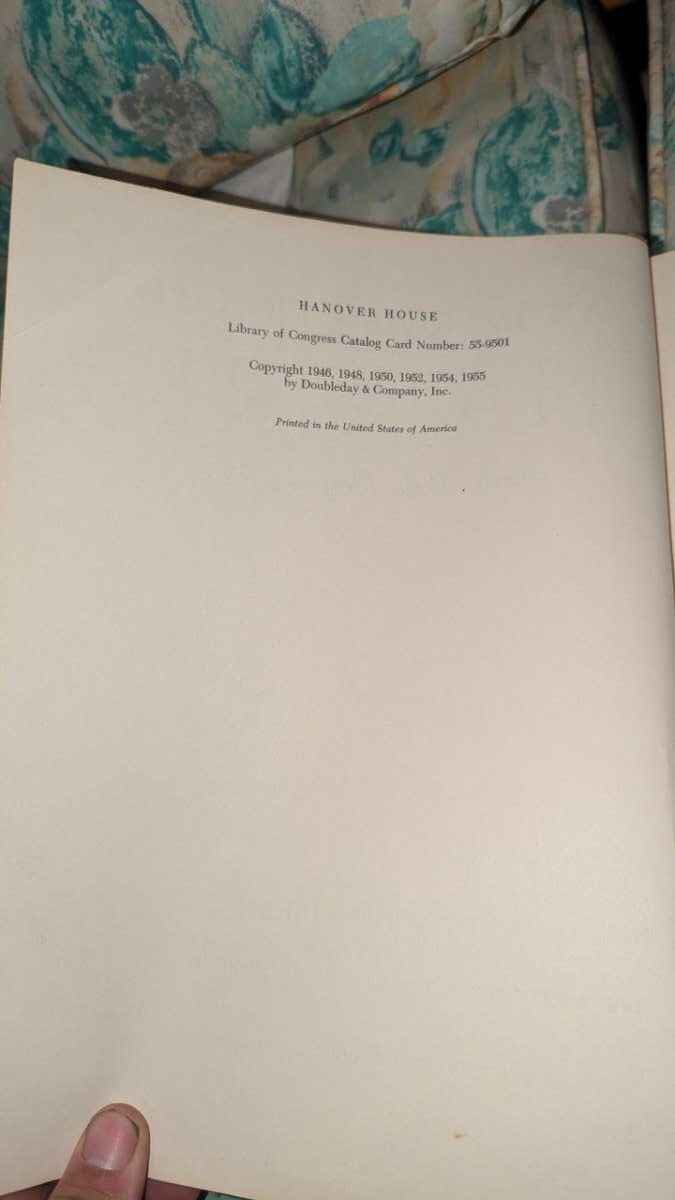 HANOVER HOUSE
Library of Congress Catalog Card Number: 55-9501
Copyright 1946, 1948, 1950, 1952, 1954, 1955
by Doubleday & Company, Inc.
Printed in the United States of America